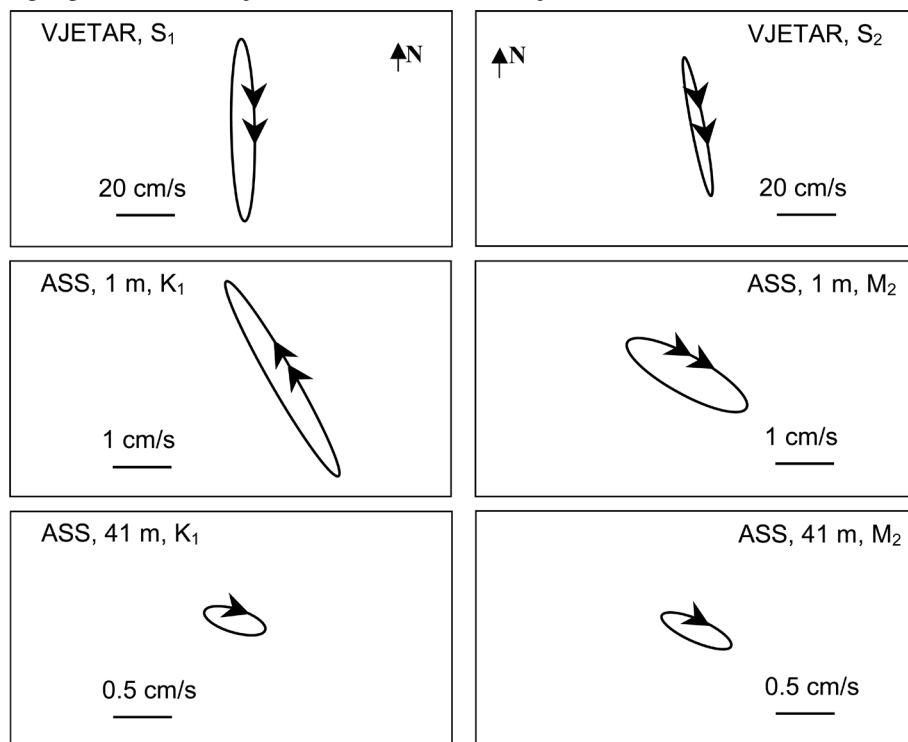 VJETAR, S₁
N
20 cm/s
VJETAR, S₂
N
20 cm/s
ASS, 1 m, K₁
1 cm/s
ASS, 1 m, M₂
1 cm/s
ASS, 41 m, K₁
0.5 cm/s
ASS, 41 m, M₂
0.5 cm/s